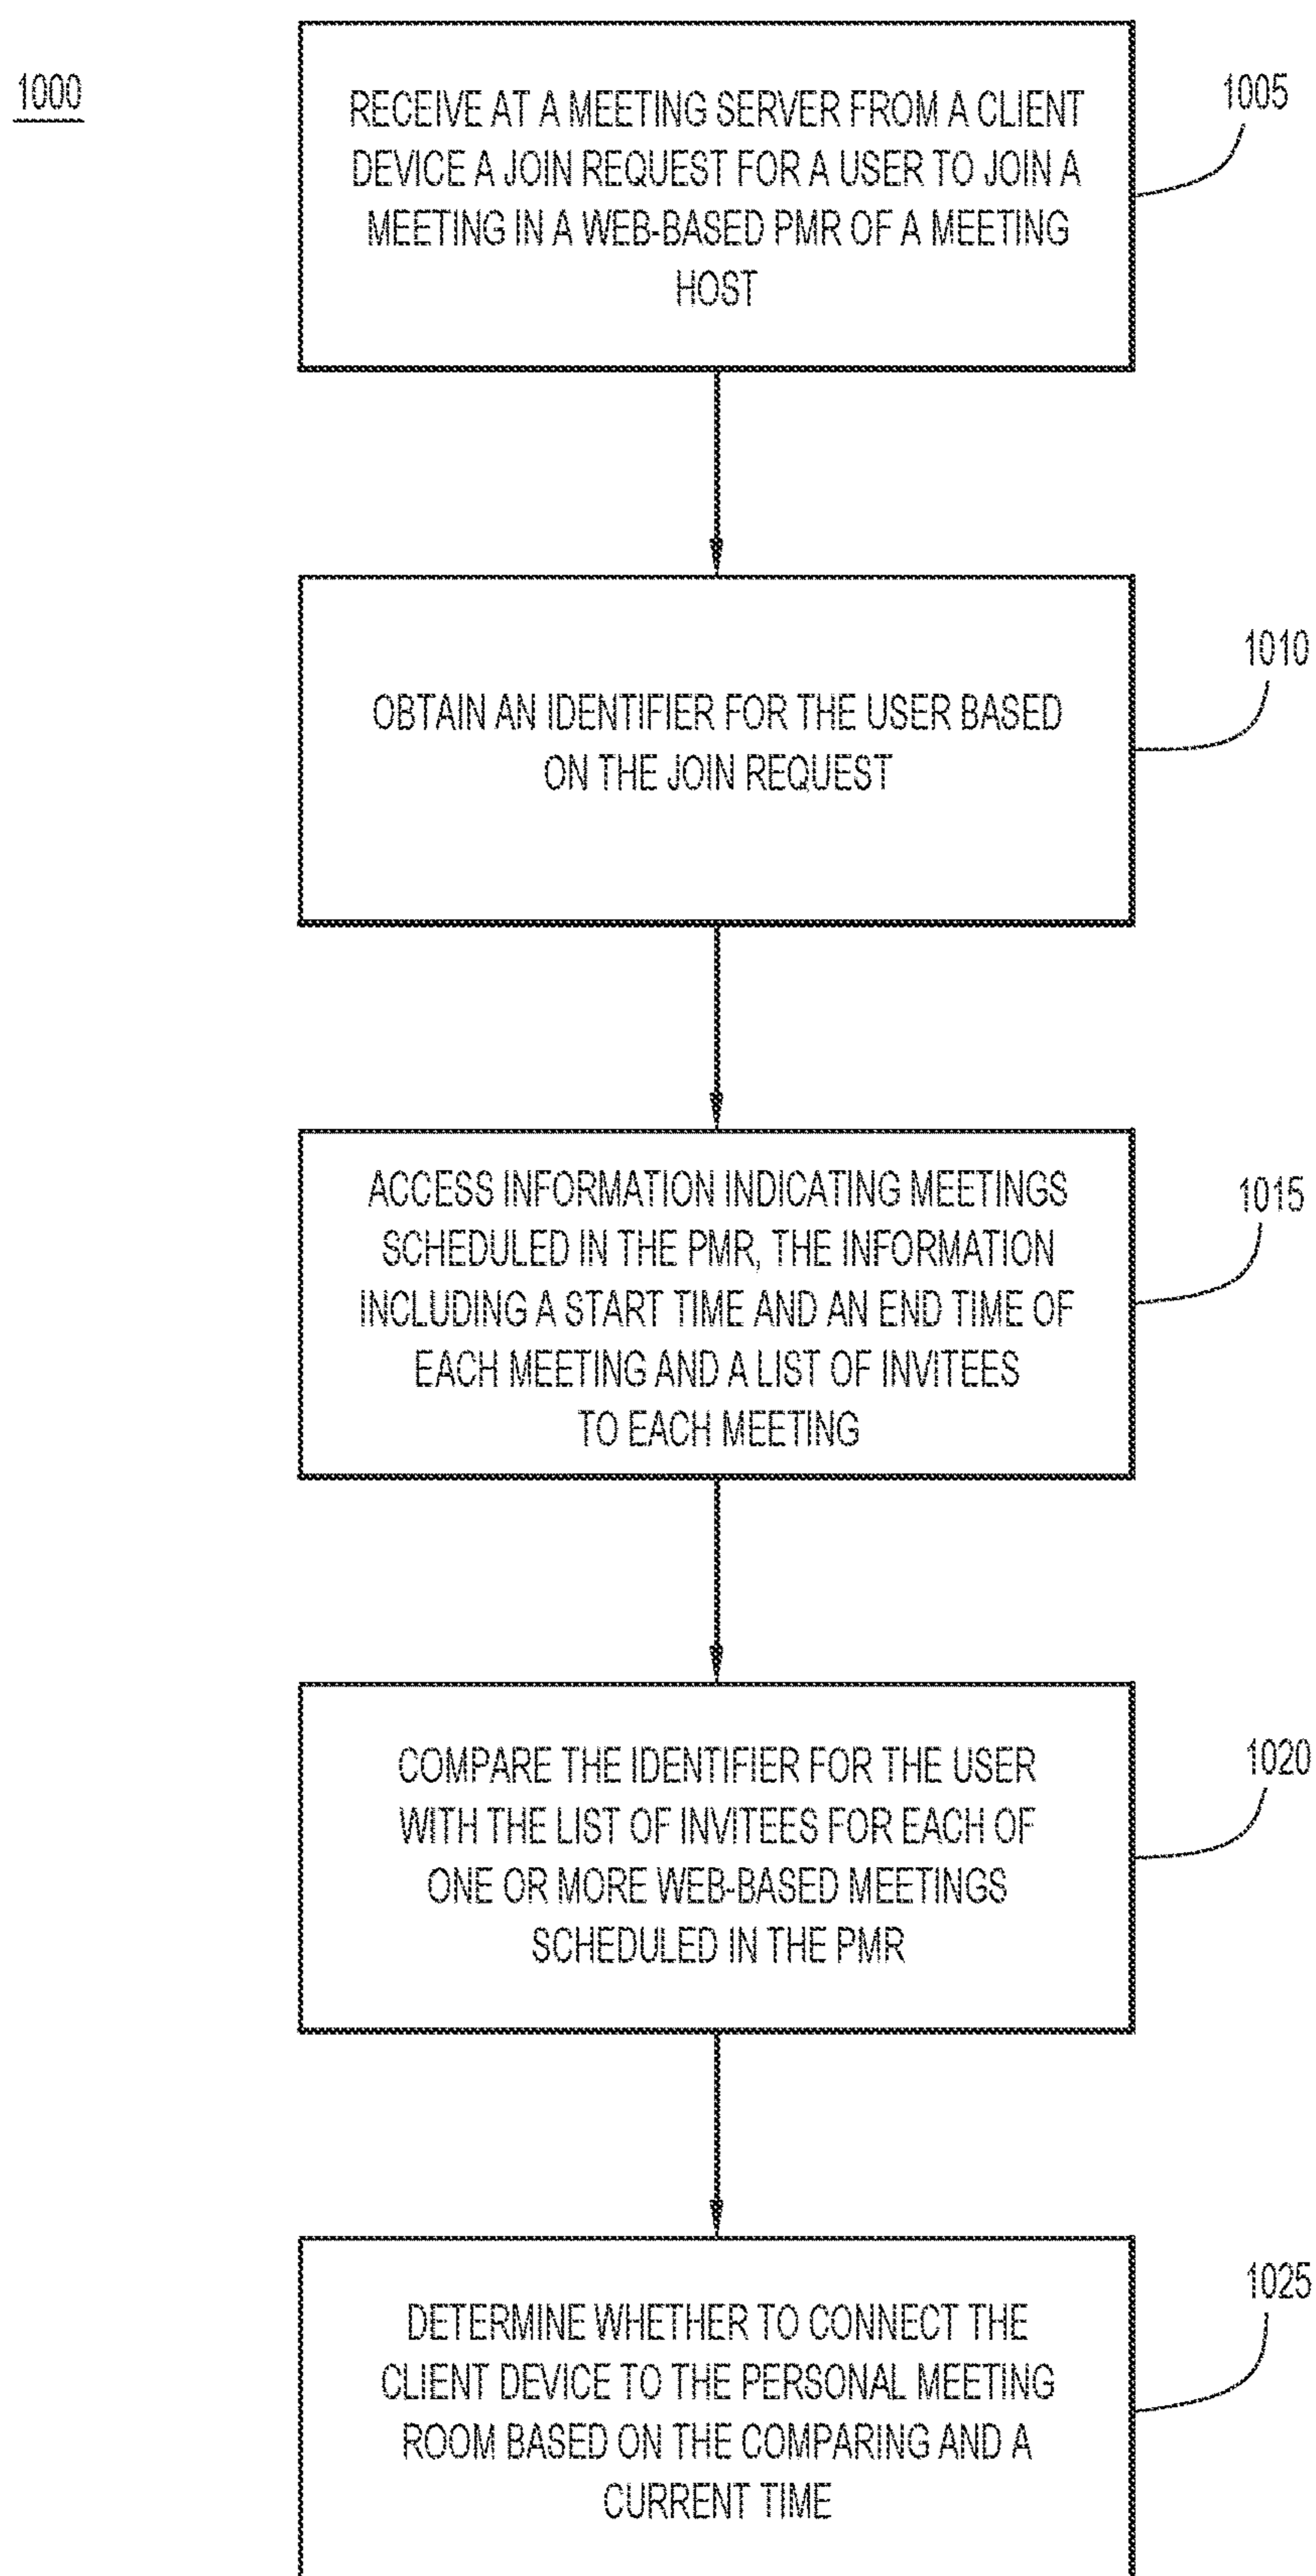 1000
RECEIVE AT A MEETING SERVER FROM A CLIENT
DEVICE A JOIN REQUEST FOR A USER TO JOIN A
MEETING IN A WEB-BASED PMR OF A MEETING
HOST
1005
OBTAIN AN IDENTIFIER FOR THE USER BASED
ON THE JOIN REQUEST
1010
ACCESS INFORMATION INDICATING MEETINGS
SCHEDULED IN THE PMR, THE INFORMATION
INCLUDING A START TIME AND AN END TIME OF
EACH MEETING AND A LIST OF INVITEES
TO EACH MEETING
1015
COMPARE THE IDENTIFIER FOR THE USER
WITH THE LIST OF INVITEES FOR EACH OF
ONE OR MORE WEB-BASED MEETINGS
SCHEDULED IN THE PMR
1020
DETERMINE WHETHER TO CONNECT THE
CLIENT DEVICE TO THE PERSONAL MEETING
ROOM BASED ON THE COMPARING AND A
CURRENT TIME
1025